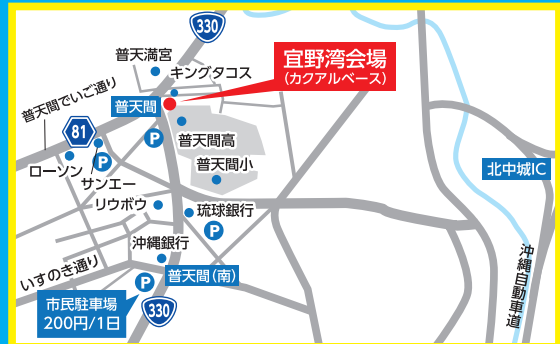 330
普天満宮
キングタコス
宜野湾会場
(カクアルベース)
普天間でいご通り
普天間
81
P
普天間高
ローソン
P
サンエー
普天間小
北中城IC
リウボウ
琉球銀行
P
沖縄銀行
いすのき通り
普天間(南)
沖縄自動車道
P
市民駐車場
200円/1日
330